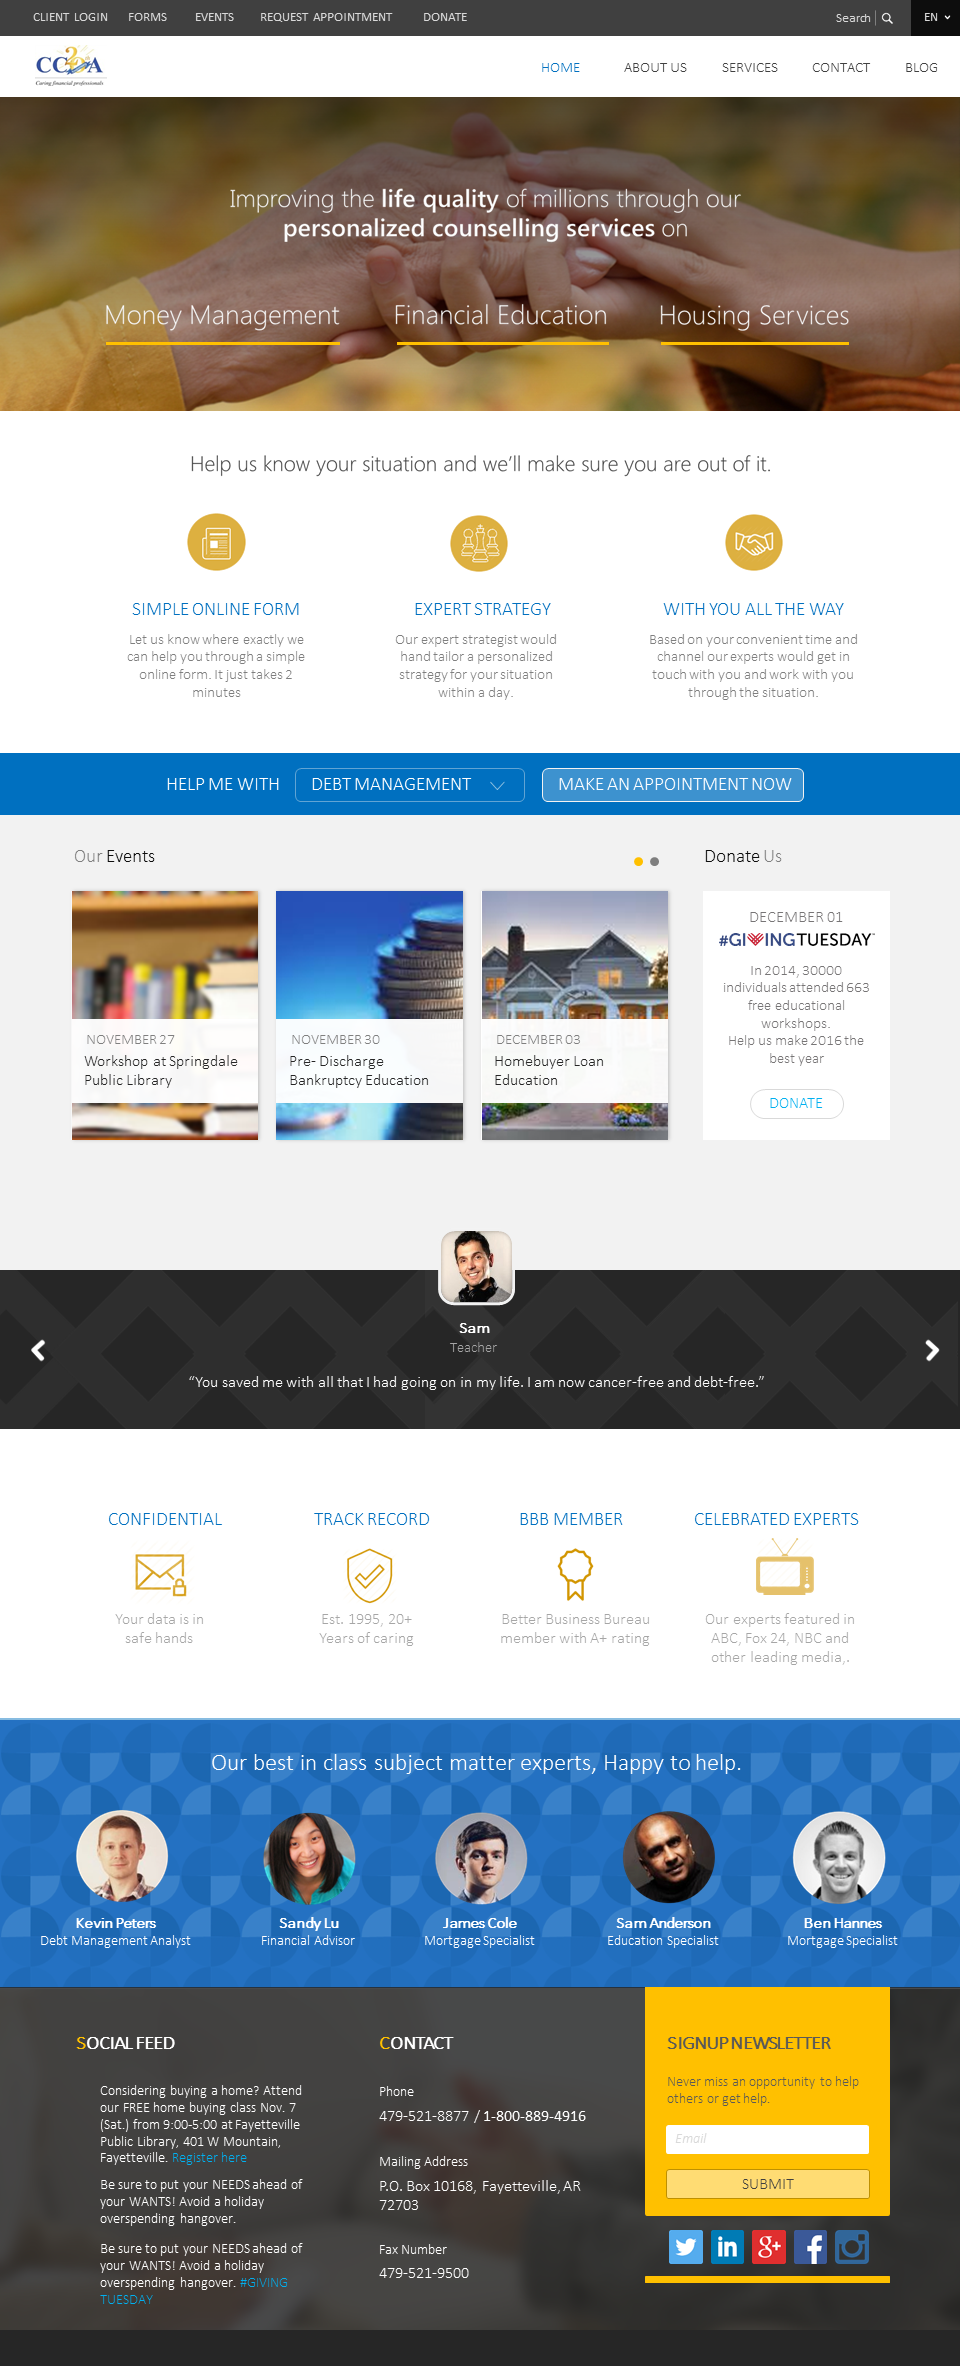 CLIENT LOGIN FORMS EVENTS REQUEST APPOINTMENT DONATE Search EN
CC2A
Caring financial professionals
HOME ABOUT US SERVICES CONTACT BLOG
Improving the life quality of millions through our
personalized counselling services on
Money Management Financial Education Housing Services
Help us know your situation and we'll make sure you are out of it.
SIMPLE ONLINE FORM
Let us know where exactly we
can help you through a simple
online form. It just takes 2
minutes
EXPERT STRATEGY
Our expert strategist would
hand tailor a personalized
strategy for your situation
within a day.
WITH YOU ALL THE WAY
Based on your convenient time and
channel our experts would get in
touch with you and work with you
through the situation.
HELP ME WITH DEBT MANAGEMENT MAKE AN APPOINTMENT NOW
Our Events
NOVEMBER 27
Workshop at Springdale
Public Library
NOVEMBER 30
Pre- Discharge
Bankruptcy Education
DECEMBER 03
Homebuyer Loan
Education
Donate Us
DECEMBER 01
#GIVINGTUESDAY
In 2014, 30000
individuals attended 663
free educational
workshops.
Help us make 2016 the
best year
DONATE
Sam
Teacher
“You saved me with all that I had going on in my life. I am now cancer-free and debt-free.”
CONFIDENTIAL
Your data is in
safe hands
TRACK RECORD
Est. 1995, 20+
Years of caring
BBB MEMBER
Better Business Bureau
member with A+ rating
CELEBRATED EXPERTS
Our experts featured in
ABC, Fox 24, NBC and
other leading media,.
Our best in class subject matter experts, Happy to help.
Kevin Peters
Debt Management Analyst
Sandy Lu
Financial Advisor
James Cole
Mortgage Specialist
Sam Anderson
Education Specialist
Ben Hannes
Mortgage Specialist
SOCIAL FEED
Considering buying a home? Attend
our FREE home buying class Nov. 7
(Sat.) from 9:00-5:00 at Fayetteville
Public Library, 401 W Mountain,
Fayetteville. Register here
Be sure to put your NEEDS ahead of
your WANTS! Avoid a holiday
overspending hangover.
Be sure to put your NEEDS ahead of
your WANTS! Avoid a holiday
overspending hangover. #GIVING
TUESDAY
CONTACT
Phone
479-521-8877 / 1-800-889-4916
Mailing Address
P.O. Box 10168, Fayetteville, AR
72703
Fax Number
479-521-9500
SIGNUP NEWSLETTER
Never miss an opportunity to help
others or get help.
Email
SUBMIT
in
g+
f